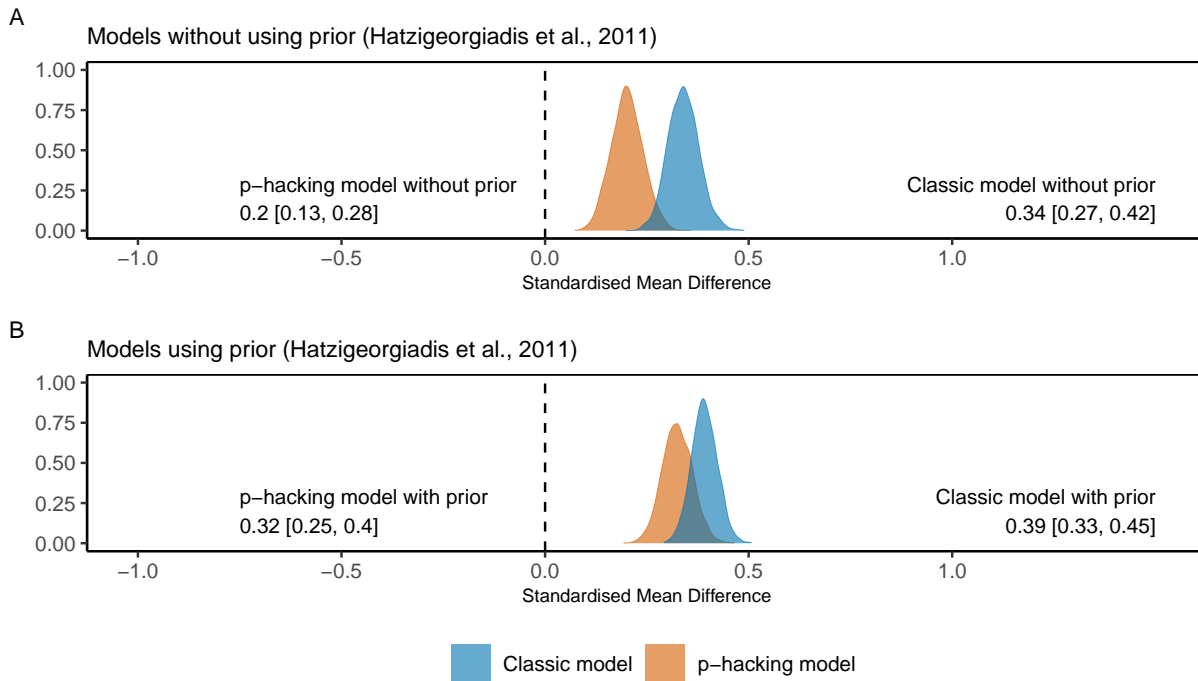 A
Models without using prior (Hatzigeorgiadis et al., 2011)
1.00
0.75
0.50
0.25
0.00
p−hacking model without prior
0.2 [0.13, 0.28]
Classic model without prior
0.34 [0.27, 0.42]
−1.0
−0.5
0.0
0.5
1.0
Standardised Mean Difference
B
Models using prior (Hatzigeorgiadis et al., 2011)
1.00
0.75
0.50
0.25
0.00
p−hacking model with prior
0.32 [0.25, 0.4]
Classic model with prior
0.39 [0.33, 0.45]
−1.0
−0.5
0.0
0.5
1.0
Standardised Mean Difference
Classic model
p−hacking model